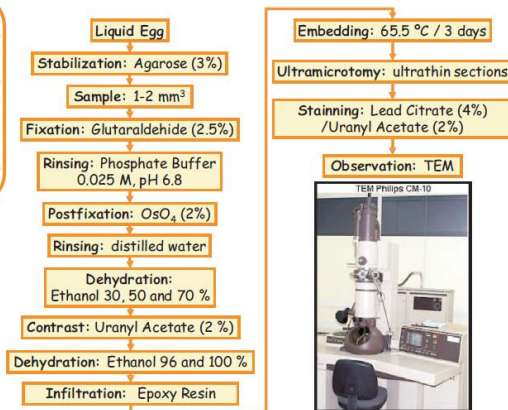 Liquid Egg
Stabilization: Agarose (3%)
Sample: 1-2 mm³
Fixation: Glutaraldehide (2.5%)
Rinsing: Phosphate Buffer
0.025 M, pH 6.8
Postfixation: OsO₄ (2%)
Rinsing: distilled water
Dehydration:
Ethanol 30, 50 and 70 %
Contrast: Uranyl Acetate (2 %)
Dehydration: Ethanol 96 and 100 %
Infiltration: Epoxy Resin
Embedding: 65.5 ºC / 3 days
Ultramicrotomy: ultrathin sections
Stainning: Lead Citrate (4%)
/Uranyl Acetate (2%)
Observation: TEM
TEM Philips CM-10